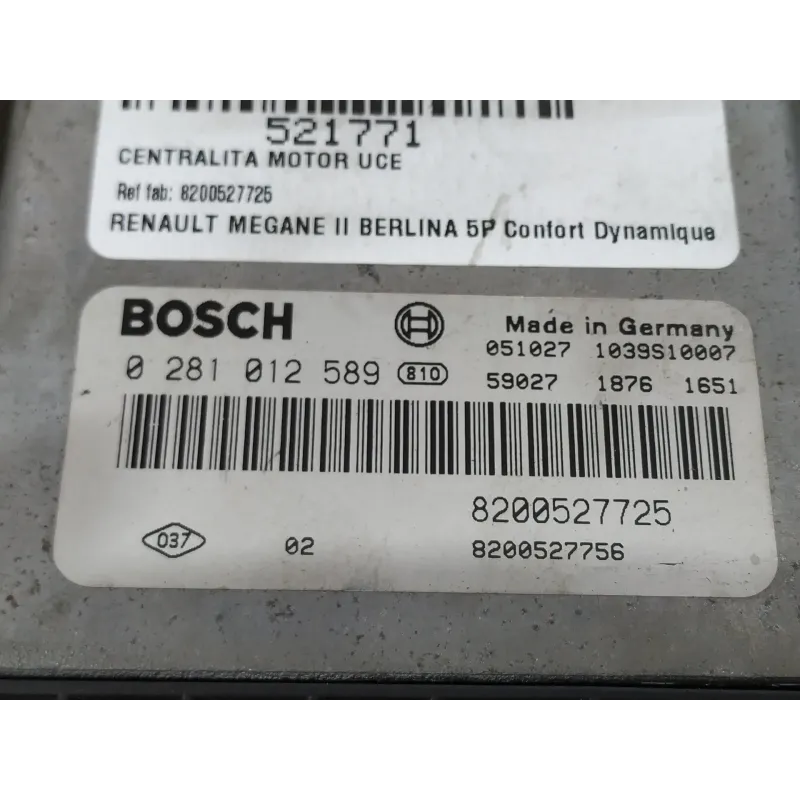 521771
CENTRALITA MOTOR UCE
Ref fab: 8200527725
RENAULT MEGANE II BERLINA 5P Confort Dynamique
BOSCH Made in Germany
051027 1039S10007
0 281 012 589 810 59027 1876 1651
8200527725
037 02 8200527756